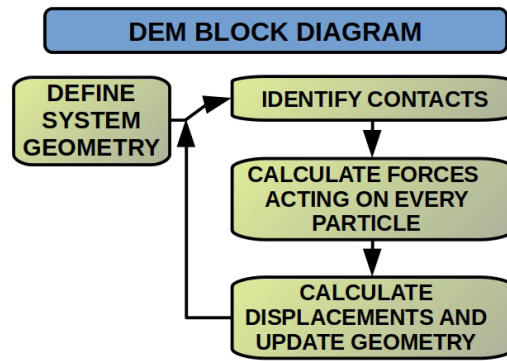 DEM BLOCK DIAGRAM
DEFINE
SYSTEM
GEOMETRY
IDENTIFY CONTACTS
CALCULATE FORCES
ACTING ON EVERY
PARTICLE
CALCULATE
DISPLACEMENTS AND
UPDATE GEOMETRY